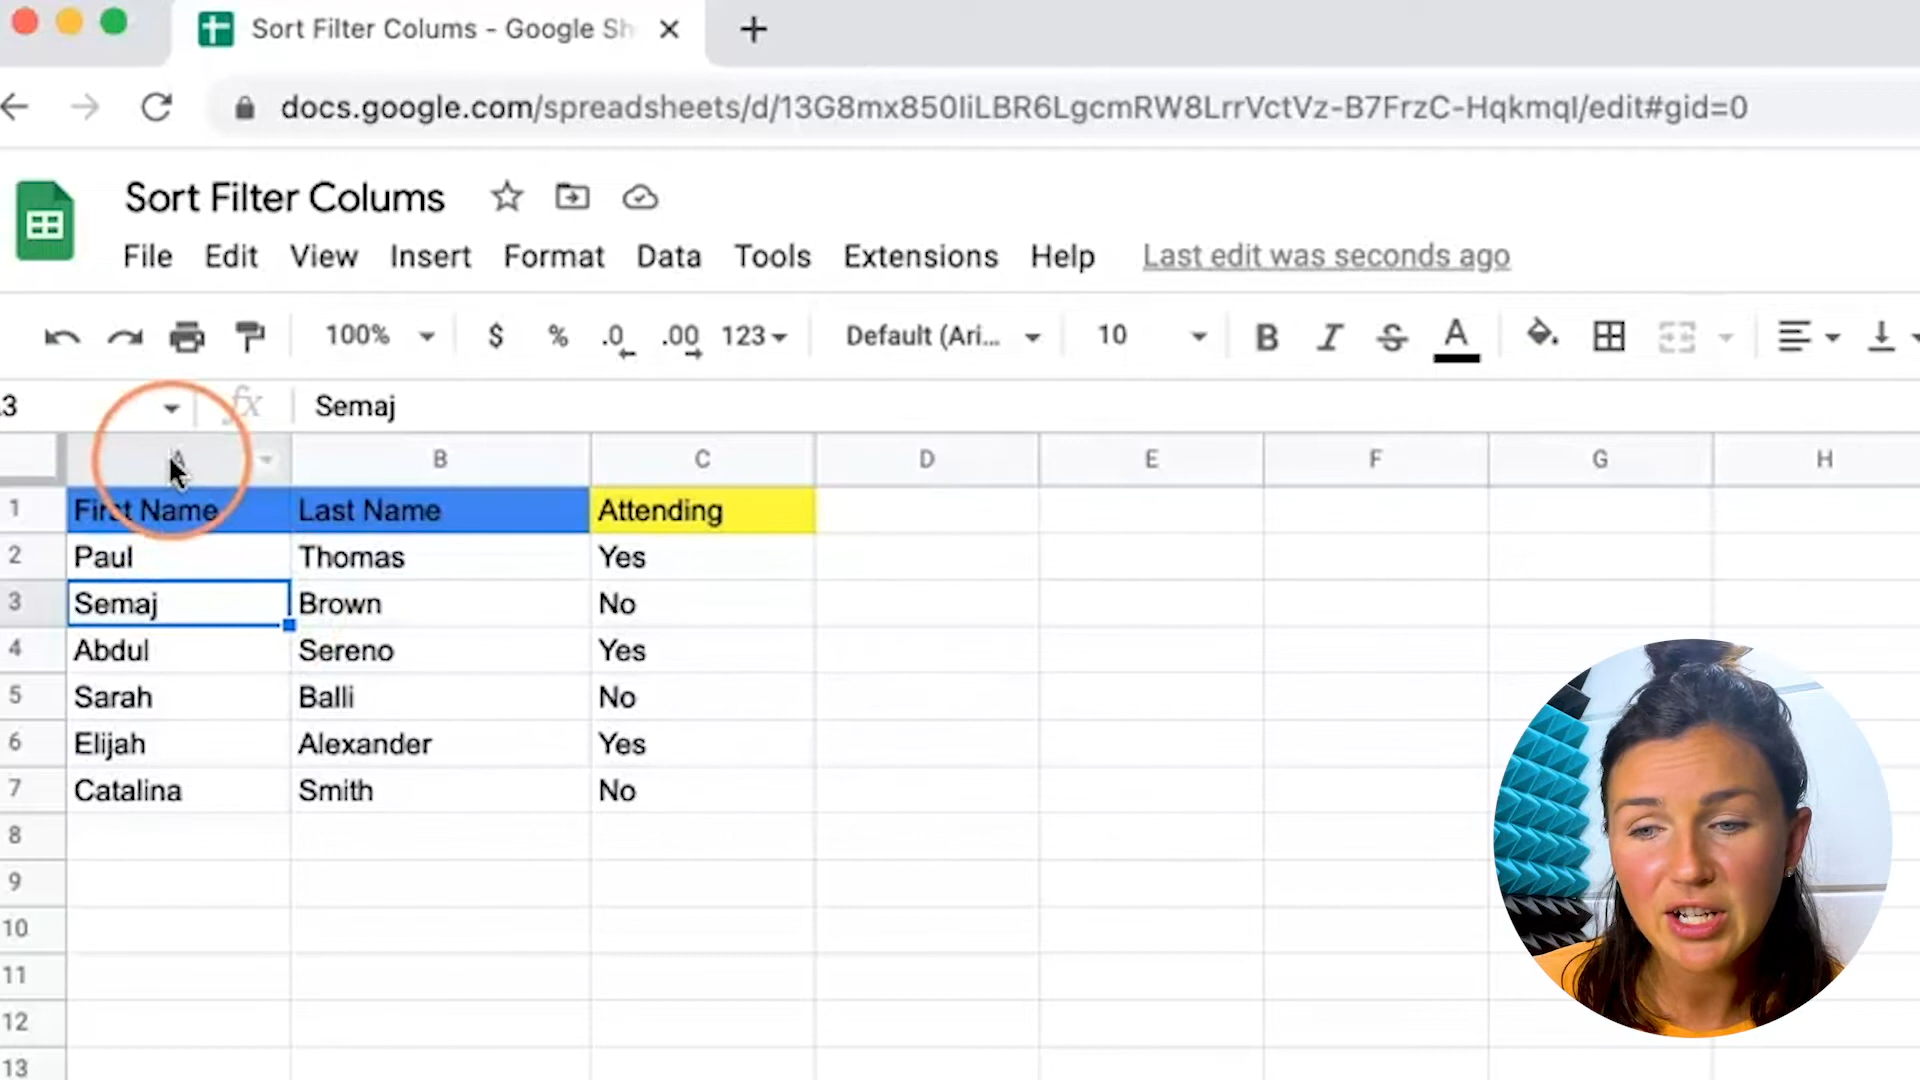 Sort Filter Colums - Google Sh
docs.google.com/spreadsheets/d/13G8mx850IiLBR6LgcmRW8LrrVctVz-B7FrzC-Hqkmql/edit#gid=0
Sort Filter Colums
File Edit View Insert Format Data Tools Extensions Help Last edit was seconds ago
100% $ % .0 .00 123 Default (Ari... 10 B I S A
3 fx Semaj
A B C D E F G H
1 First Name Last Name Attending
2 Paul Thomas Yes
3 Semaj Brown No
4 Abdul Sereno Yes
5 Sarah Balli No
6 Elijah Alexander Yes
7 Catalina Smith No
8
9
10
11
12
13